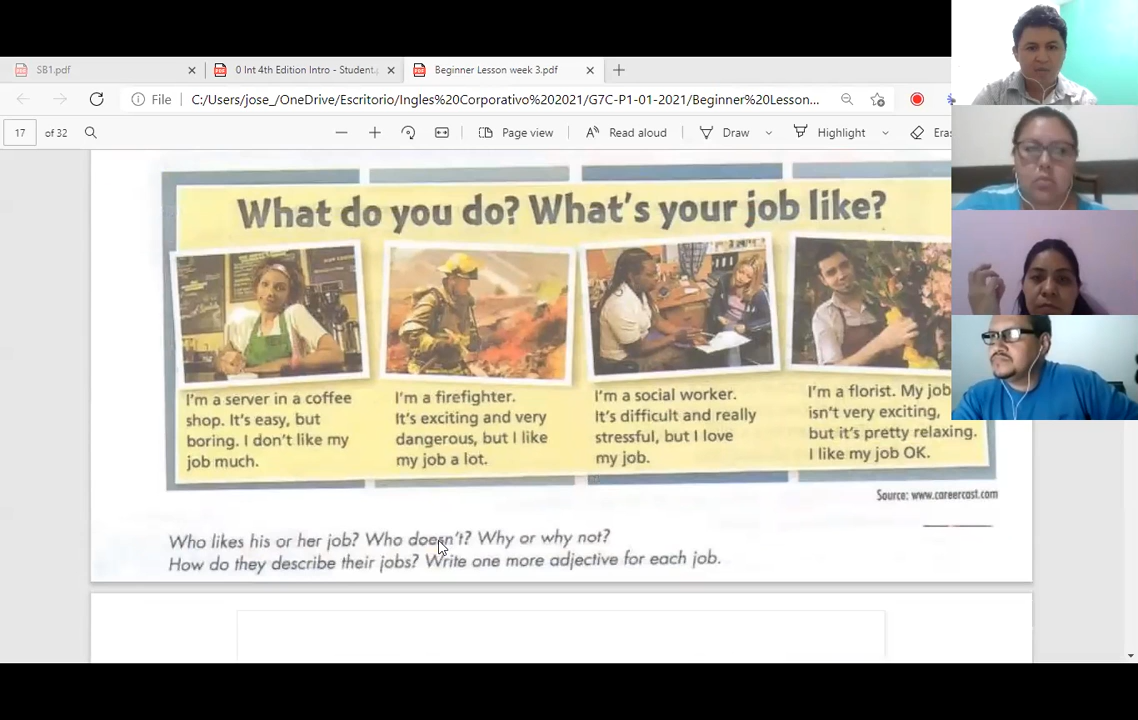 SB1.pdf
0 Int 4th Edition Intro - Student.
Beginner Lesson week 3.pdf
File
C:/Users/jose_/OneDrive/Escritorio/Ingles%20Corporativo%202021/G7C-P1-01-2021/Beginner%20Lesson...
17 of 32
Page view
Read aloud
Draw
Highlight
Eras
What do you do? What's your job like?
I'm a server in a coffee
shop. It's easy, but
boring. I don't like my
job much.
I'm a firefighter.
It's exciting and very
dangerous, but I like
my job a lot.
I'm a social worker.
It's difficult and really
stressful, but I love
my job.
I'm a florist. My job
isn't very exciting,
but it's pretty relaxing.
I like my job OK.
Source: www.careercast.com
Who likes his or her job? Who doesn't? Why or why not?
How do they describe their jobs? Write one more adjective for each job.